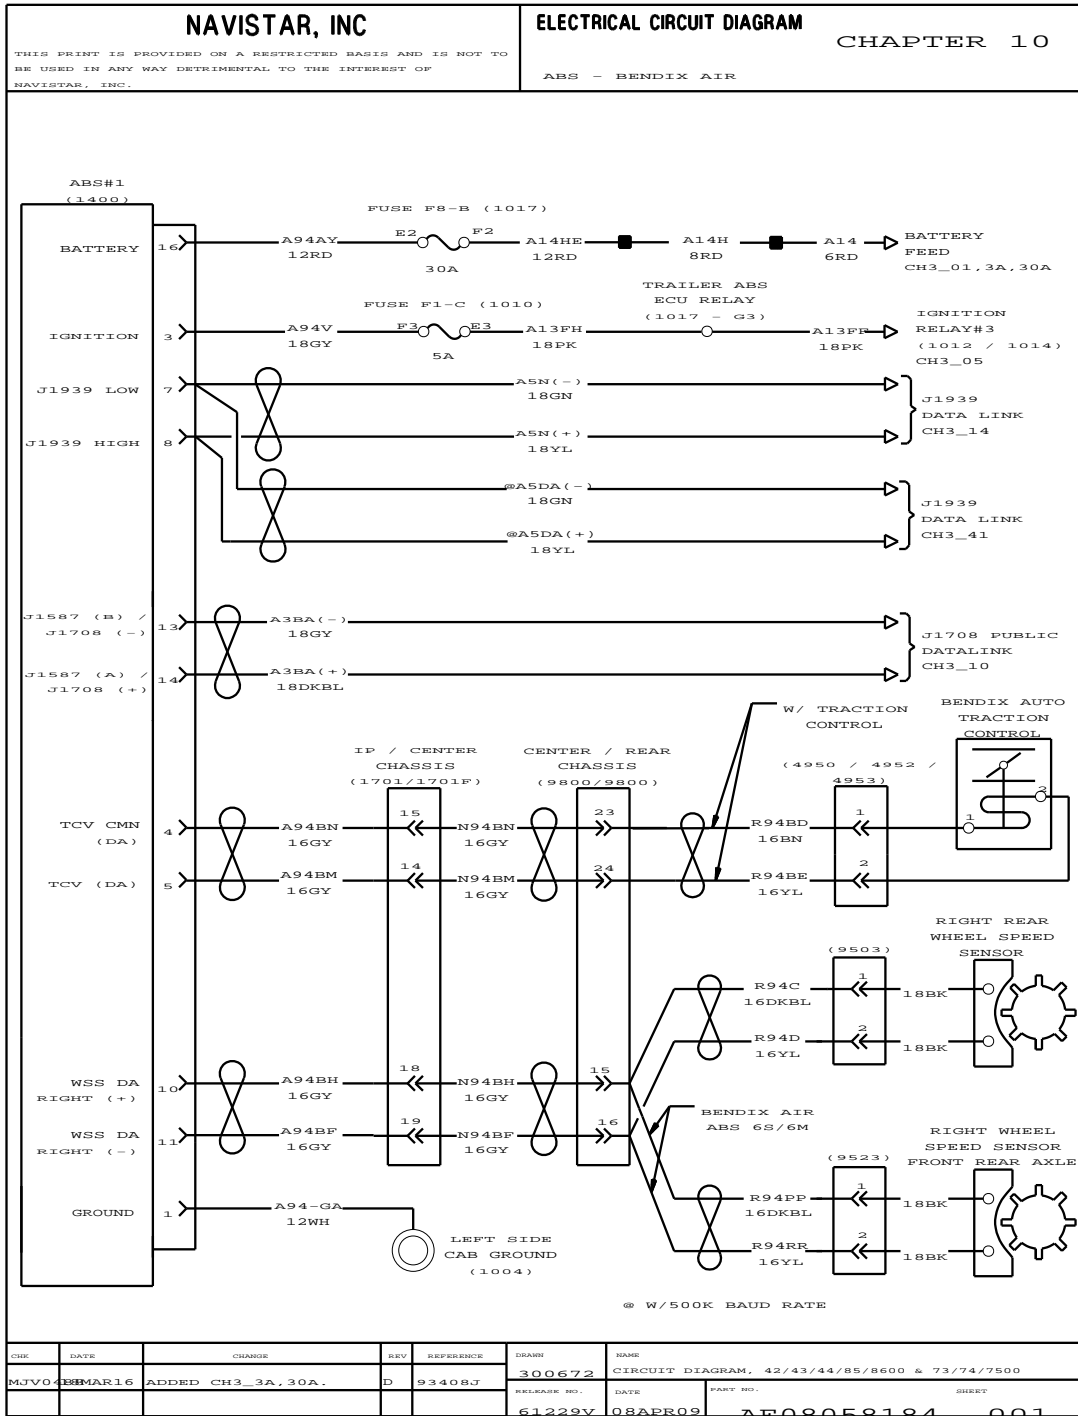 NAVISTAR, INC
THIS PRINT IS PROVIDED ON A RESTRICTED BASIS AND IS NOT TO
BE USED IN ANY WAY DETRIMENTAL TO THE INTEREST OF
NAVISTAR, INC.
ELECTRICAL CIRCUIT DIAGRAM
CHAPTER 10
ABS - BENDIX AIR
ABS#1
(1400)
FUSE F8-B (1017)
BATTERY 16 A94AY E2 F2 A14HE A14H A14
12RD 30A 12RD 8RD 6RD
BATTERY
FEED
CH3_01,3A,30A
TRAILER ABS
ECU RELAY
(1017 - G3)
FUSE F1-C (1010)
IGNITION 3 A94V F3 E3 A13FH A13FF
18GY 5A 18PK 18PK
IGNITION
RELAY#3
(1012 / 1014)
CH3_05
J1939 LOW 7 A5N(-)
18GN
J1939 HIGH 8 A5N(+)
18YL
J1939
DATA LINK
CH3_14
@A5DA(-)
18GN
@A5DA(+)
18YL
J1939
DATA LINK
CH3_41
J1587 (B) /
J1708 (-) 13 A3BA(-)
18GY
J1587 (A) /
J1708 (+) 14 A3BA(+)
18DKBL
J1708 PUBLIC
DATALINK
CH3_10
W/ TRACTION
CONTROL
BENDIX AUTO
TRACTION
CONTROL
IP / CENTER
CHASSIS
(1701/1701F)
CENTER / REAR
CHASSIS
(9800/9800)
(4950 / 4952 /
4953)
TCV CMN
(DA) 4 A94BN 15 N94BN 23 R94BD 1 1 2
16GY 16GY 16BN
TCV (DA) 5 A94BM 14 N94BM 24 R94BE 2
16GY 16GY 16YL
RIGHT REAR
WHEEL SPEED
SENSOR
(9503)
R94C 1 18BK
16DKBL
R94D 2 18BK
16YL
WSS DA
RIGHT (+) 10 A94BH 18 N94BH 15
16GY 16GY
WSS DA
RIGHT (-) 11 A94BF 19 N94BF 16
16GY 16GY
BENDIX AIR
ABS 6S/6M
RIGHT WHEEL
SPEED SENSOR
FRONT REAR AXLE
(9523)
R94PP 1 18BK
16DKBL
R94RR 2 18BK
16YL
GROUND 1 A94-GA
12WH
LEFT SIDE
CAB GROUND
(1004)
@ W/500K BAUD RATE
CHK DATE CHANGE REV REFERENCE
MAR16 ADDED CH3_3A,30A. D 93408J
DRAWN
300672
NAME
CIRCUIT DIAGRAM, 42/43/44/85/8600 & 73/74/7500
RELEASE NO.
61229V
DATE
08APR09
PART NO.
AE08058184
SHEET
001